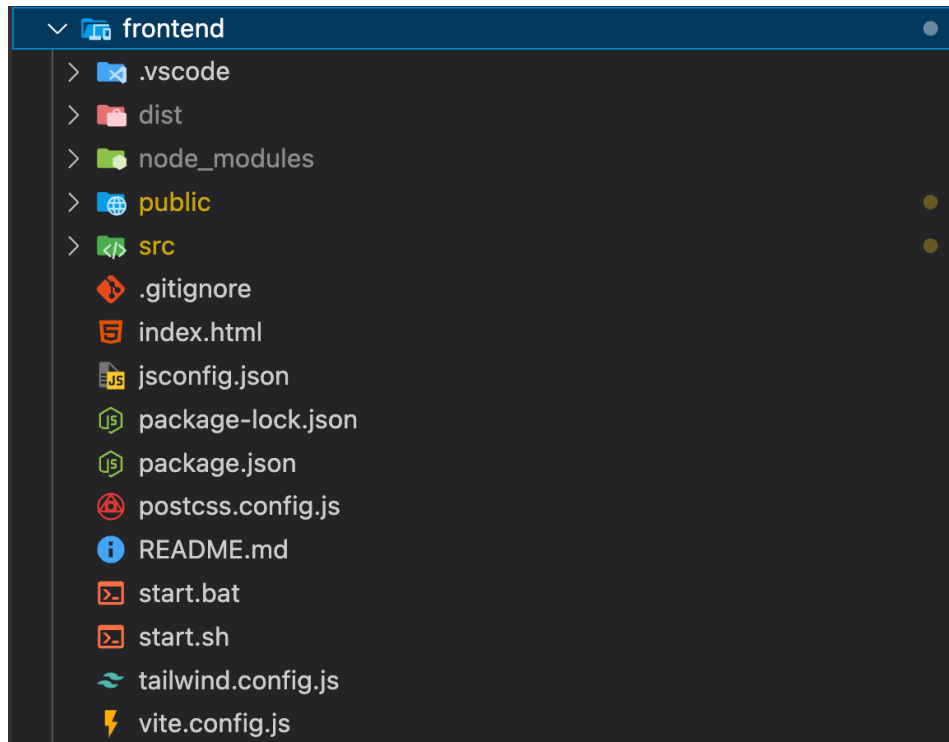 frontend
.vscode
dist
node_modules
public
src
.gitignore
index.html
jsconfig.json
package-lock.json
package.json
postcss.config.js
README.md
start.bat
start.sh
tailwind.config.js
vite.config.js